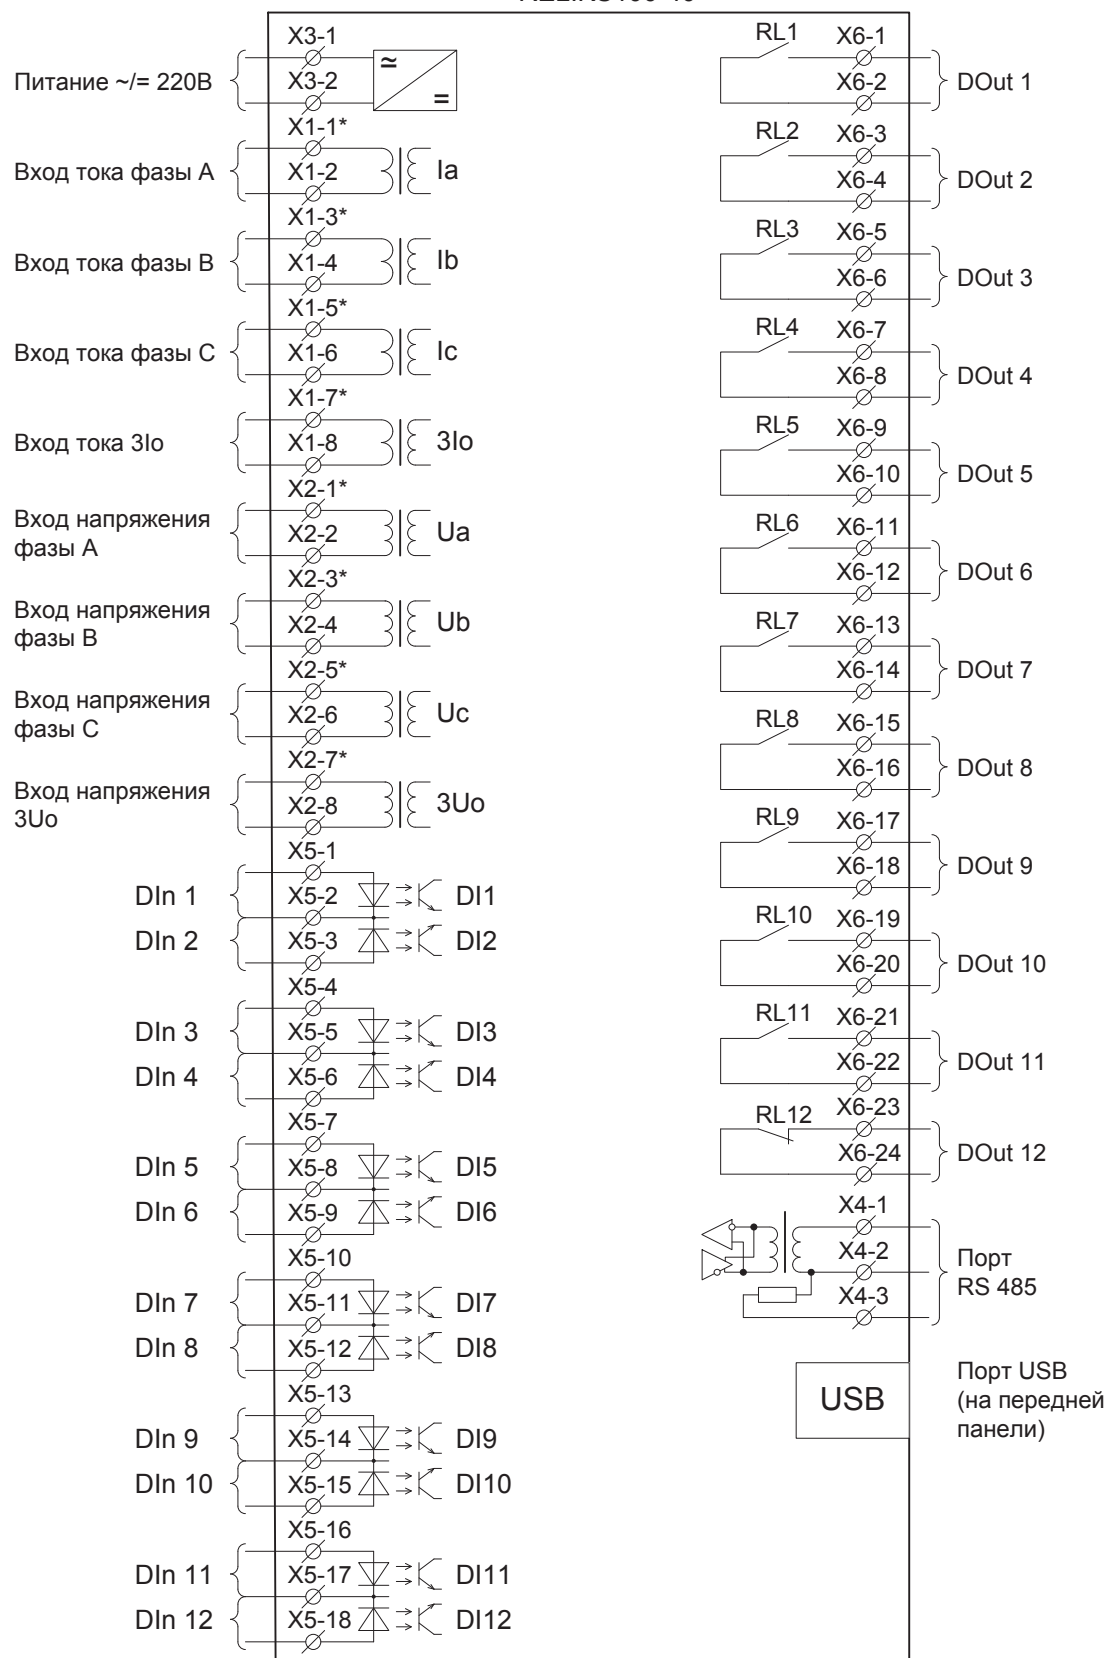 Питание ~/= 220В
X3-1
X3-2
≃
=
Вход тока фазы А
X1-1*
X1-2
Ia
Вход тока фазы В
X1-3*
X1-4
Ib
Вход тока фазы С
X1-5*
X1-6
Ic
Вход тока 3Io
X1-7*
X1-8
3Io
Вход напряжения
фазы А
X2-1*
X2-2
Ua
Вход напряжения
фазы В
X2-3*
X2-4
Ub
Вход напряжения
фазы С
X2-5*
X2-6
Uc
Вход напряжения
3Uo
X2-7*
X2-8
3Uo
X5-1
DIn 1
X5-2
DI1
DIn 2
X5-3
DI2
X5-4
DIn 3
X5-5
DI3
DIn 4
X5-6
DI4
X5-7
DIn 5
X5-8
DI5
DIn 6
X5-9
DI6
X5-10
DIn 7
X5-11
DI7
DIn 8
X5-12
DI8
X5-13
DIn 9
X5-14
DI9
DIn 10
X5-15
DI10
X5-16
DIn 11
X5-17
DI11
DIn 12
X5-18
DI12
RL1
X6-1
X6-2
DOut 1
RL2
X6-3
X6-4
DOut 2
RL3
X6-5
X6-6
DOut 3
RL4
X6-7
X6-8
DOut 4
RL5
X6-9
X6-10
DOut 5
RL6
X6-11
X6-12
DOut 6
RL7
X6-13
X6-14
DOut 7
RL8
X6-15
X6-16
DOut 8
RL9
X6-17
X6-18
DOut 9
RL10
X6-19
X6-20
DOut 10
RL11
X6-21
X6-22
DOut 11
RL12
X6-23
X6-24
DOut 12
X4-1
X4-2
X4-3
Порт
RS 485
USB
Порт USB
(на передней
панели)